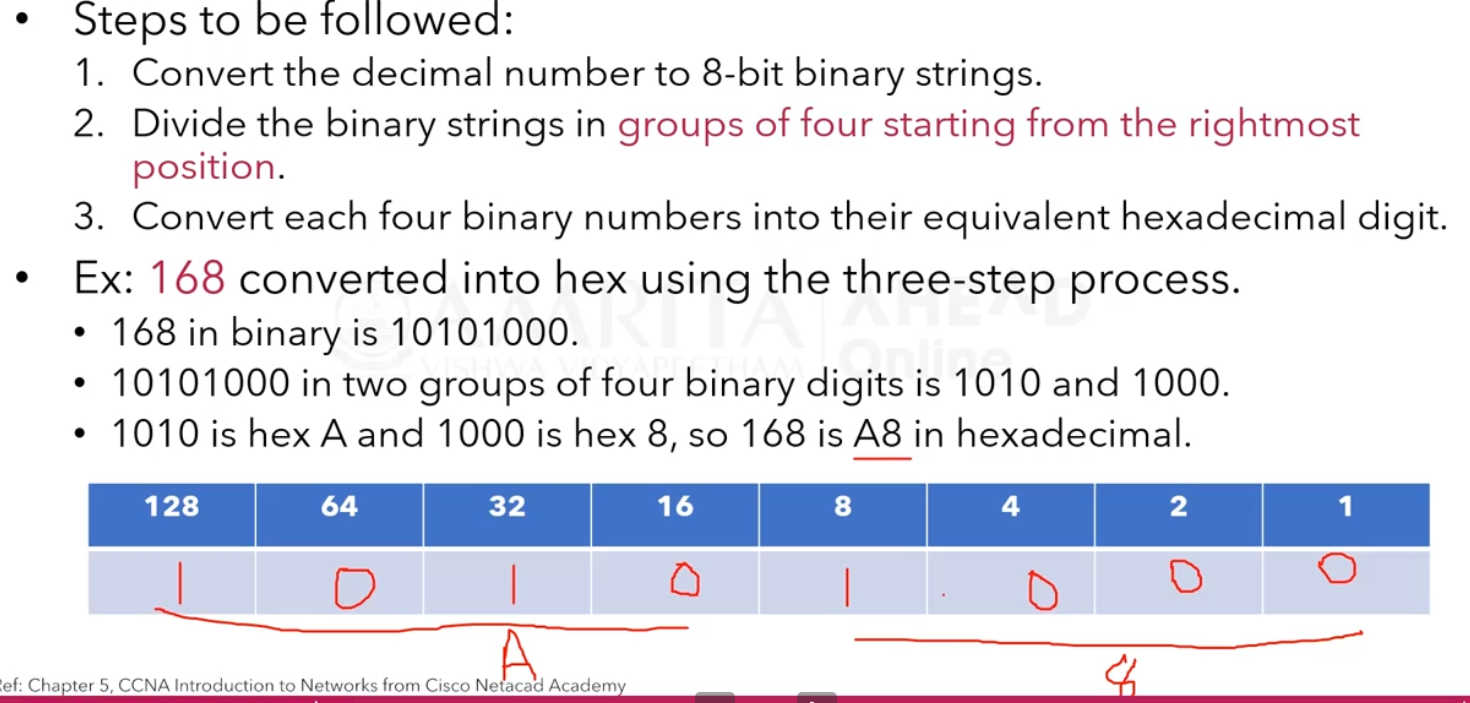 • Steps to be followed:
1. Convert the decimal number to 8-bit binary strings.
2. Divide the binary strings in groups of four starting from the rightmost
position.
3. Convert each four binary numbers into their equivalent hexadecimal digit.
• Ex: 168 converted into hex using the three-step process.
• 168 in binary is 10101000.
• 10101000 in two groups of four binary digits is 1010 and 1000.
• 1010 is hex A and 1000 is hex 8, so 168 is A8 in hexadecimal.
AMRITA AHEAD
VISHWA VIDYAPEETHAM Online
128 64 32 16 8 4 2 1
1 0 1 0 1 0 0 0
A 8
ef: Chapter 5, CCNA Introduction to Networks from Cisco Netacad Academy